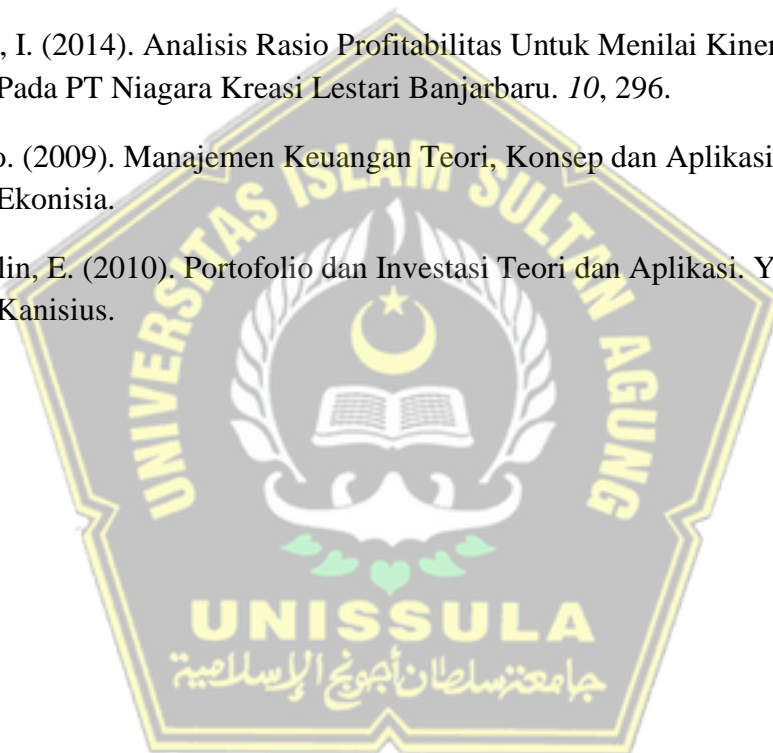 , I. (2014). Analisis Rasio Profitabilitas Untuk Menilai Kiner
Pada PT Niagara Kreasi Lestari Banjarbaru. 10, 296.
o. (2009). Manajemen Keuangan Teori, Konsep dan Aplikasi
Ekonisia.
lin, E. (2010). Portofolio dan Investasi Teori dan Aplikasi. Y
Kanisius.
UNIVERSITAS ISLAM SULTAN AGUNG
UNISSULA
جامعة سلطان أجونج الإسلامية